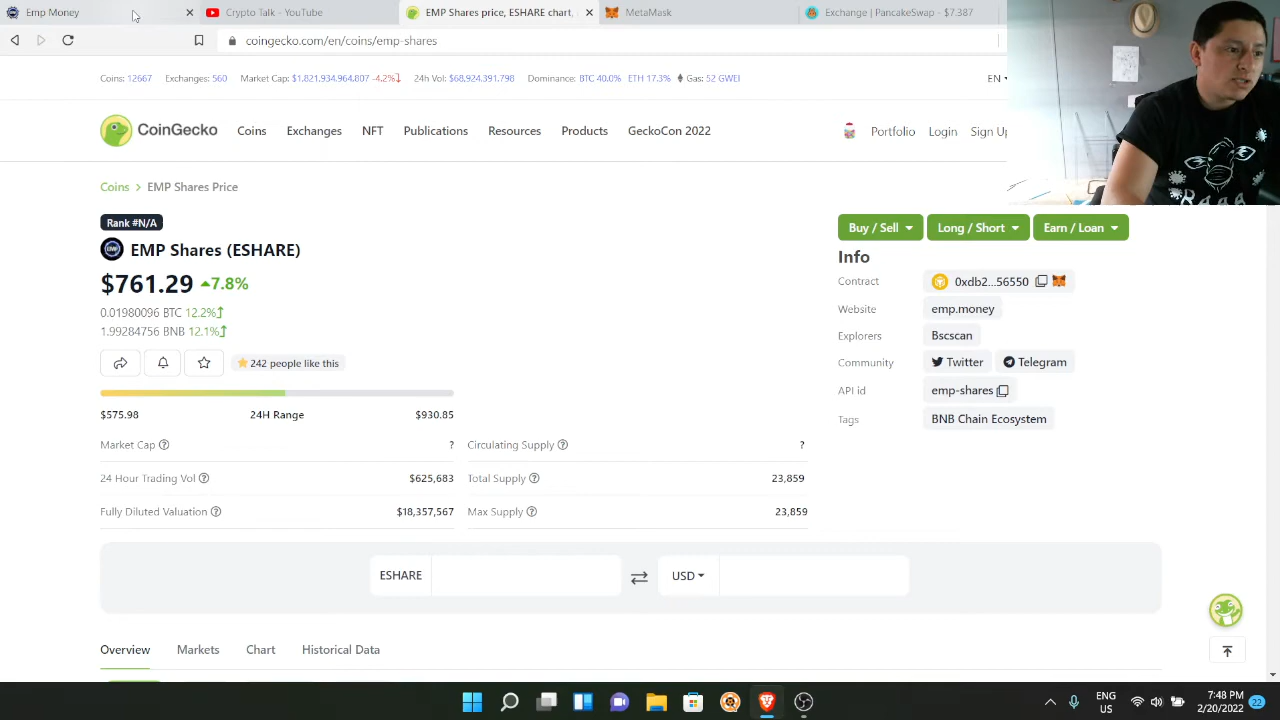 Emp Money
Crypto Talk - YouTube
EMP Shares price, ESHARE chart,
MetaMask
Exchange | PancakeSwap - $7.387
coingecko.com/en/coins/emp-shares
Coins: 12667 Exchanges: 560 Market Cap: $1,821,934,964,807 -4.2% 24h Vol: $68,924,391,798 Dominance: BTC 40.0% ETH 17.3% Gas: 52 GWEI EN
CoinGecko Coins Exchanges NFT Publications Resources Products GeckoCon 2022 Portfolio Login Sign Up
Coins > EMP Shares Price
Rank #N/A
EMP EMP Shares (ESHARE)
$761.29 7.8%
0.01980096 BTC 12.2%
1.99284756 BNB 12.1%
242 people like this
$575.98 24H Range $930.85
Market Cap ?
Circulating Supply ?
24 Hour Trading Vol $625,683
Total Supply 23,859
Fully Diluted Valuation $18,357,567
Max Supply 23,859
Buy / Sell Long / Short Earn / Loan
Info
Contract 0xdb2...56550
Website emp.money
Explorers Bscscan
Community Twitter Telegram
API id emp-shares
Tags BNB Chain Ecosystem
ESHARE USD
Overview Markets Chart Historical Data
ENG
US
7:48 PM
2/20/2022
22